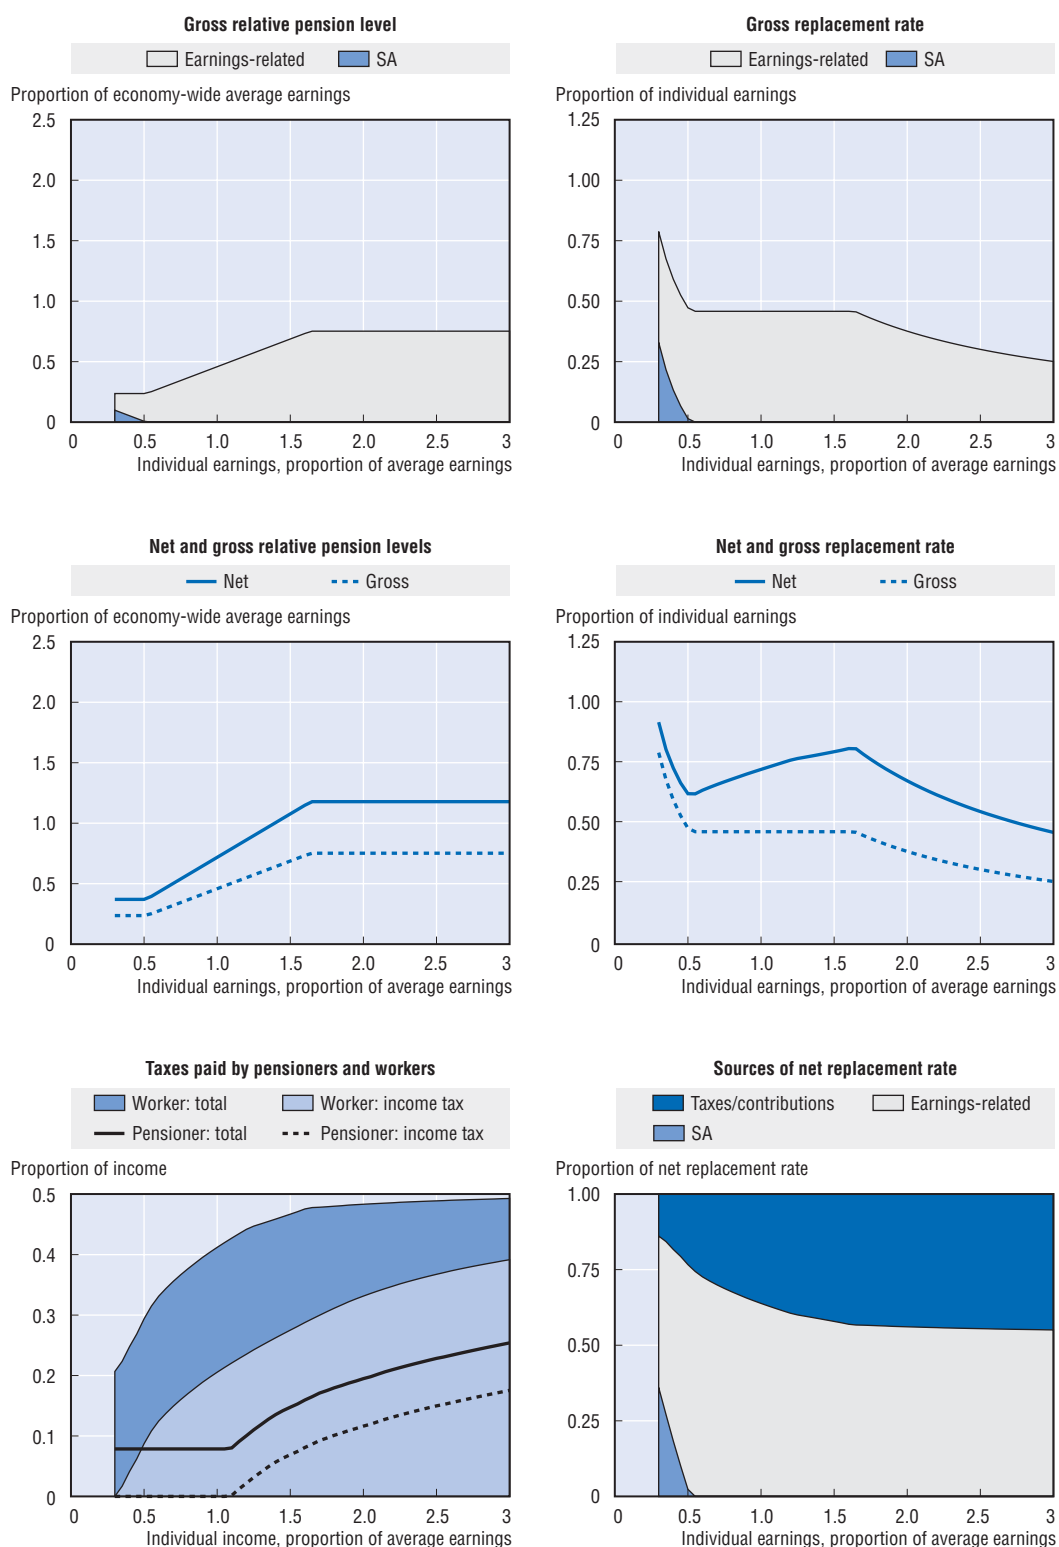 Gross relative pension level
Earnings-related SA
Proportion of economy-wide average earnings
2.5
2.0
1.5
1.0
0.5
0
0 0.5 1.0 1.5 2.0 2.5 3
Individual earnings, proportion of average earnings
Gross replacement rate
Earnings-related SA
Proportion of individual earnings
1.25
1.00
0.75
0.50
0.25
0
0 0.5 1.0 1.5 2.0 2.5 3
Individual earnings, proportion of average earnings
Net and gross relative pension levels
Net Gross
Proportion of economy-wide average earnings
2.5
2.0
1.5
1.0
0.5
0
0 0.5 1.0 1.5 2.0 2.5 3
Individual earnings, proportion of average earnings
Net and gross replacement rate
Net Gross
Proportion of individual earnings
1.25
1.00
0.75
0.50
0.25
0
0 0.5 1.0 1.5 2.0 2.5 3
Individual earnings, proportion of average earnings
Taxes paid by pensioners and workers
Worker: total Worker: income tax
Pensioner: total Pensioner: income tax
Proportion of income
0.5
0.4
0.3
0.2
0.1
0
0 0.5 1.0 1.5 2.0 2.5 3
Individual income, proportion of average earnings
Sources of net replacement rate
Taxes/contributions Earnings-related
SA
Proportion of net replacement rate
1.00
0.75
0.50
0.25
0
0 0.5 1.0 1.5 2.0 2.5 3
Individual earnings, proportion of average earnings